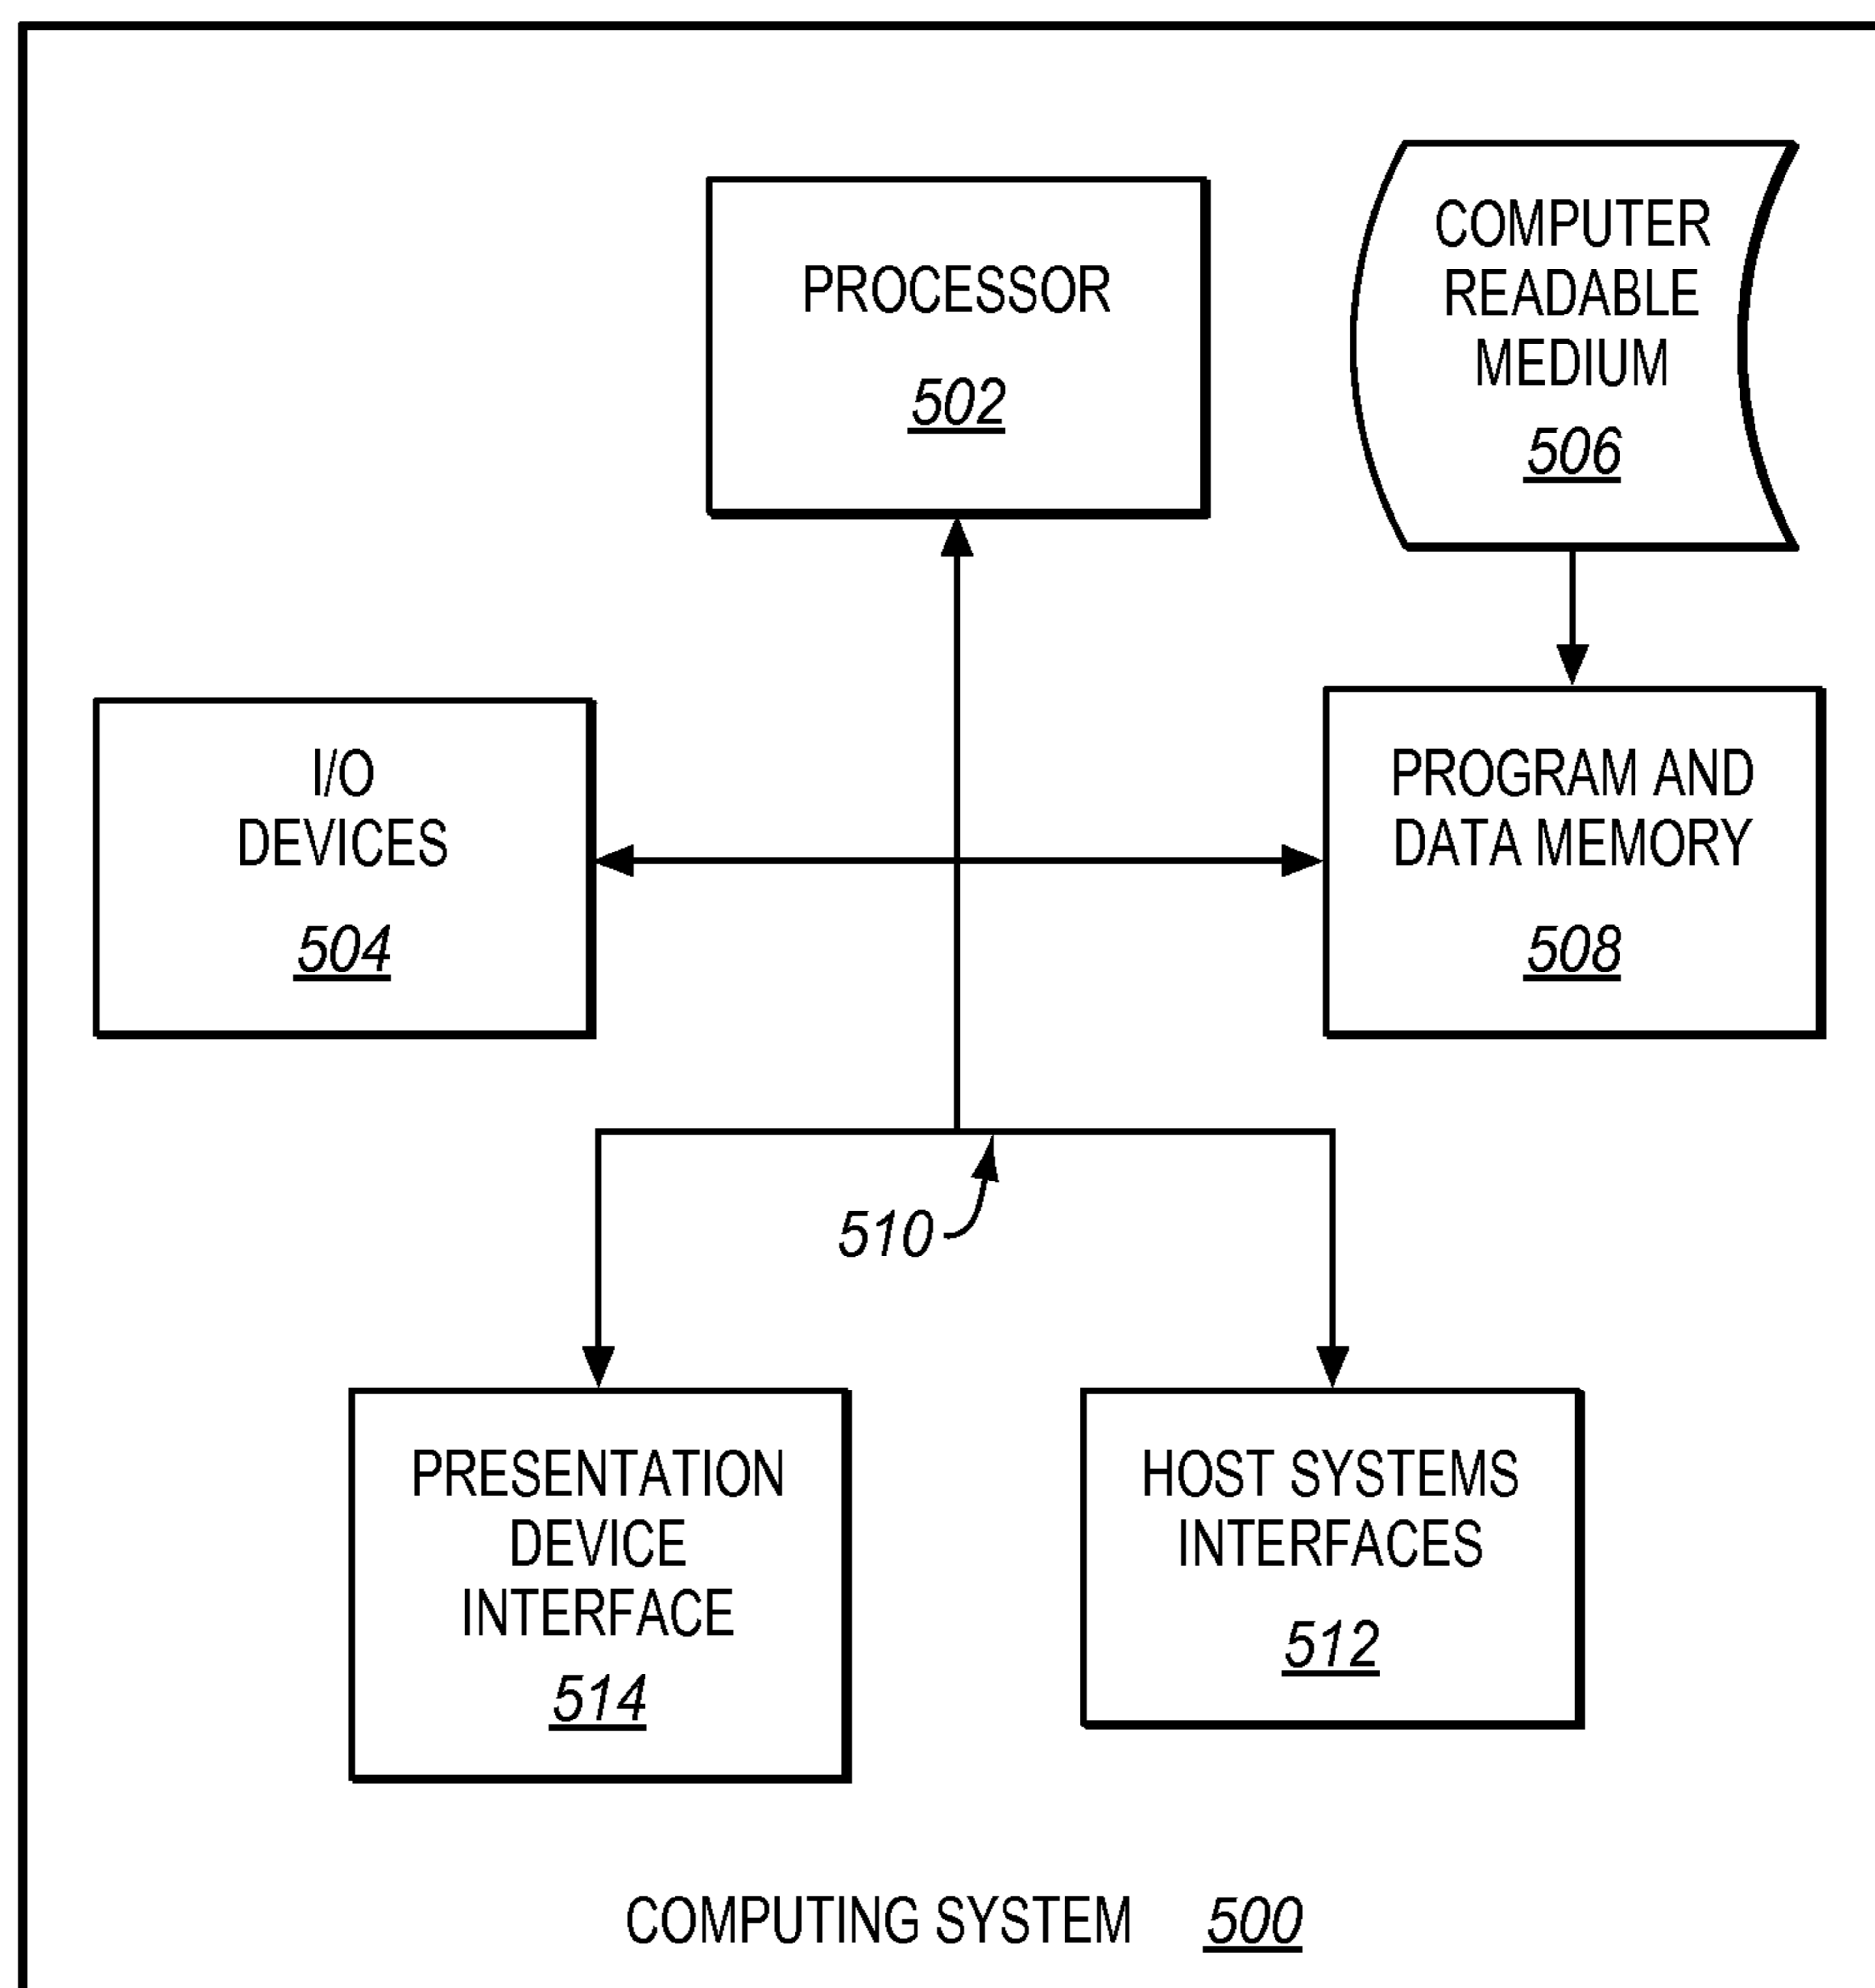 PROCESSOR
502
COMPUTER
READABLE
MEDIUM
506
I/O
DEVICES
504
PROGRAM AND
DATA MEMORY
508
510
PRESENTATION
DEVICE
INTERFACE
514
HOST SYSTEMS
INTERFACES
512
COMPUTING SYSTEM 500